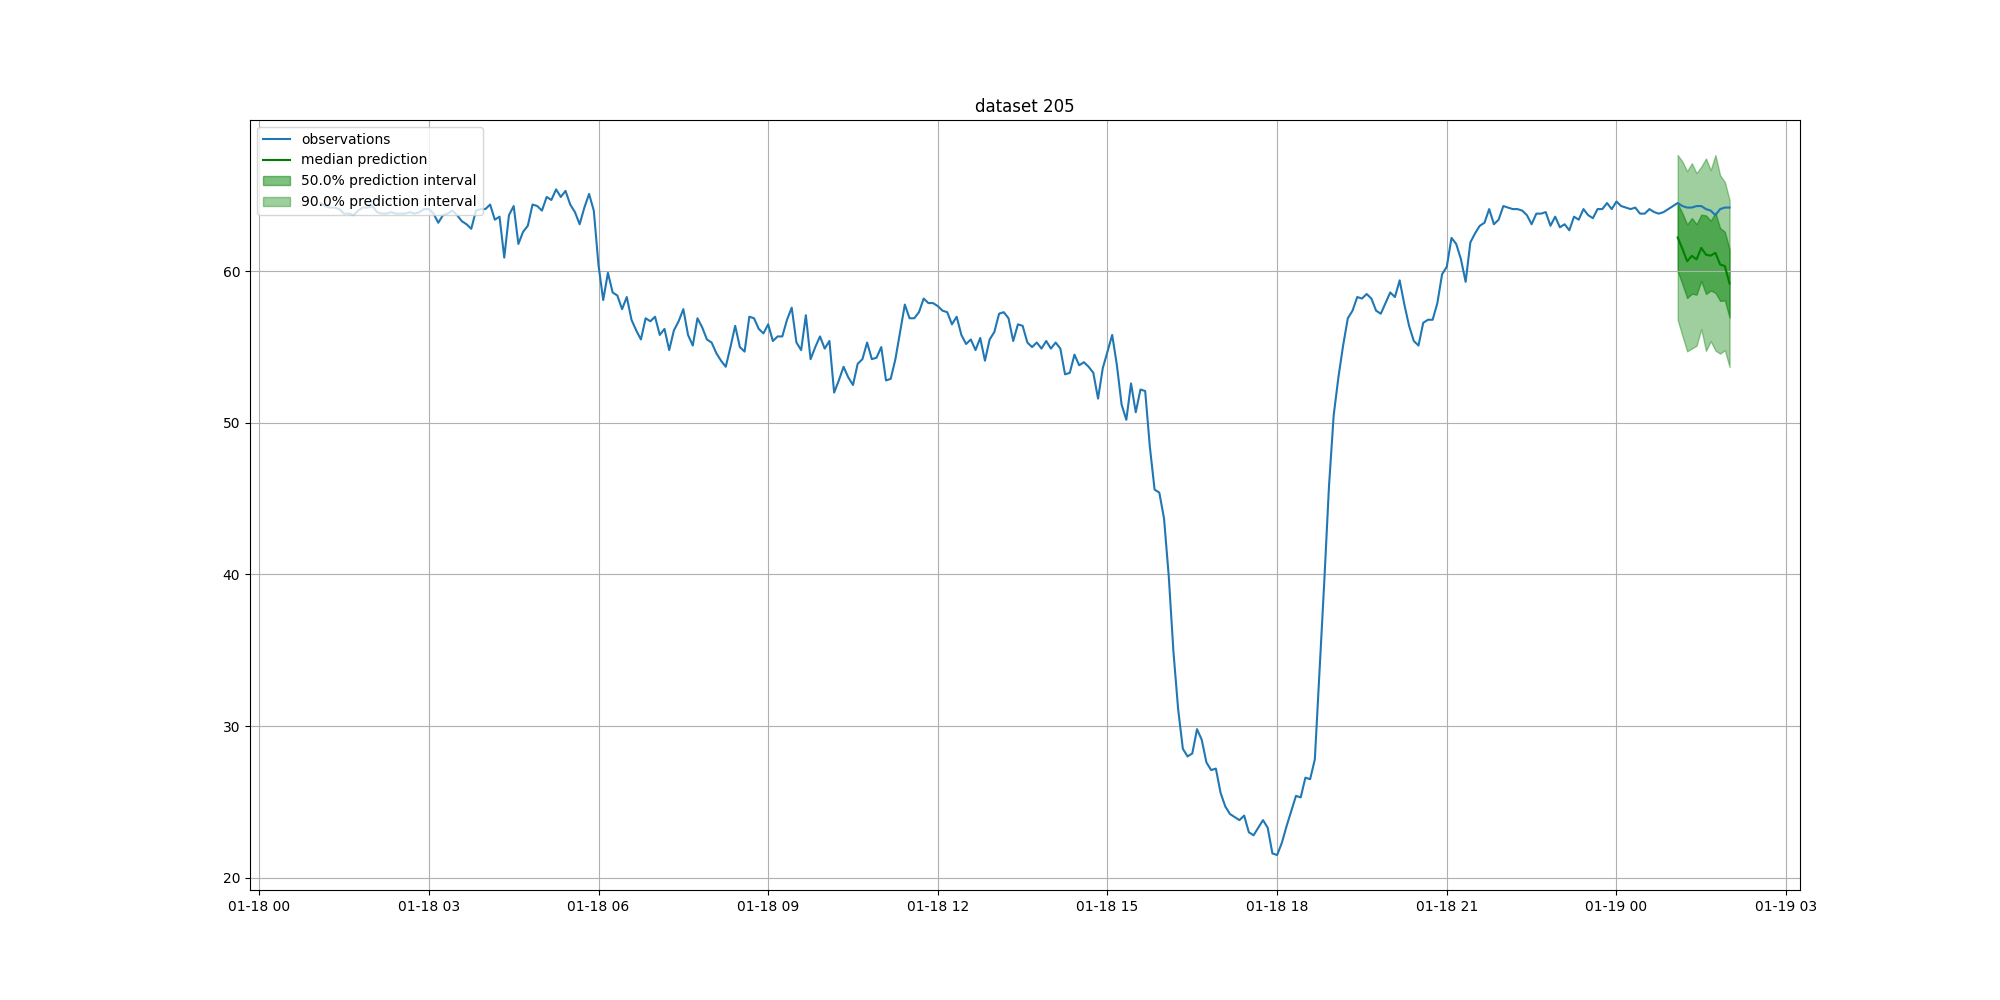 dataset 205
observations
median prediction
50.0% prediction interval
90.0% prediction interval
60
50
40
30
20
01-18 00 01-18 03 01-18 06 01-18 09 01-18 12 01-18 15 01-18 18 01-18 21 01-19 00 01-19 03